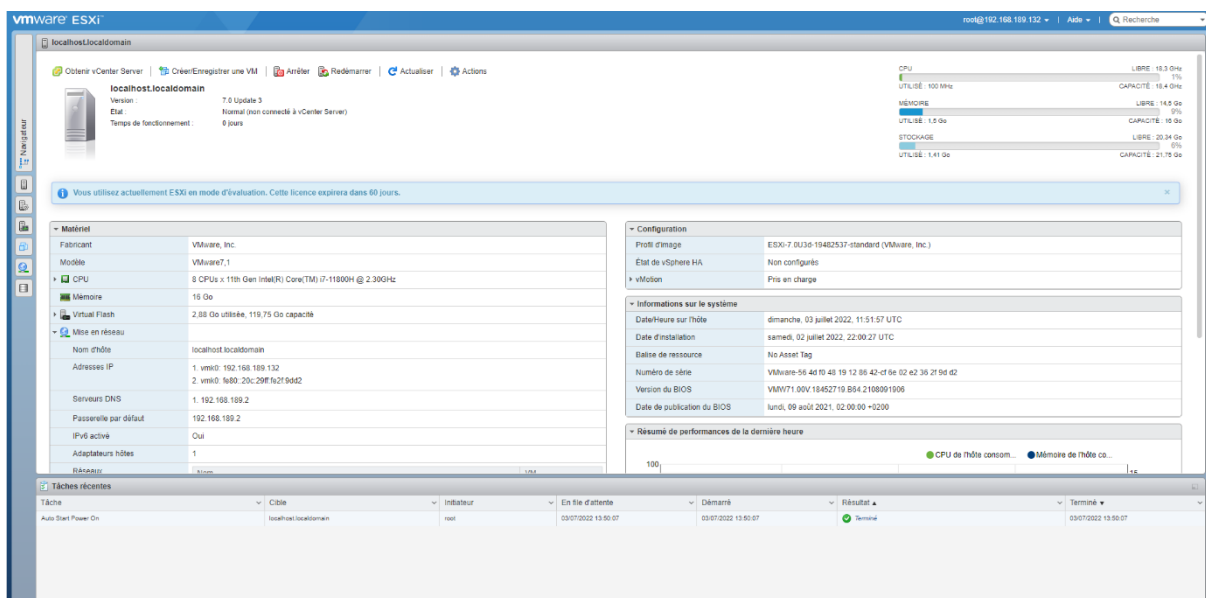 vmware ESXi
root@192.168.189.132 | Aide | Recherche
Navigateur
localhost.localdomain
Obtenir vCenter Server | Créer/Enregistrer une VM | Arrêter Redémarrer | Actualiser | Actions
localhost.localdomain
Version : 7.0 Update 3
État : Normal (non connecté à vCenter Server)
Temps de fonctionnement : 0 jours
CPU LIBRE : 18,3 GHz
1%
UTILISÉ : 100 MHz CAPACITÉ : 18,4 GHz
MÉMOIRE LIBRE : 14,6 Go
9%
UTILISÉ : 1,5 Go CAPACITÉ : 16 Go
STOCKAGE LIBRE : 20,34 Go
6%
UTILISÉ : 1,41 Go CAPACITÉ : 21,75 Go
Vous utilisez actuellement ESXi en mode d'évaluation. Cette licence expirera dans 60 jours.
Matériel
Fabricant VMware, Inc.
Modèle VMware7,1
CPU 8 CPUs x 11th Gen Intel(R) Core(TM) i7-11800H @ 2.30GHz
Mémoire 16 Go
Virtual Flash 2,88 Go utilisée, 119,75 Go capacité
Mise en réseau
Nom d'hôte localhost.localdomain
Adresses IP 1. vmk0: 192.168.189.132
2. vmk0: fe80::20c:29ff:fe2f:9dd2
Serveurs DNS 1. 192.168.189.2
Passerelle par défaut 192.168.189.2
IPv6 activé Oui
Adaptateurs hôtes 1
Réseaux Nom VM
Configuration
Profil d'image ESXi-7.0U3d-19482537-standard (VMware, Inc.)
État de vSphere HA Non configurés
vMotion Pris en charge
Informations sur le système
Date/Heure sur l'hôte dimanche, 03 juillet 2022, 11:51:57 UTC
Date d'installation samedi, 02 juillet 2022, 22:00:27 UTC
Balise de ressource No Asset Tag
Numéro de série VMware-56 4d f0 48 19 12 86 42-cf 6e 02 e2 36 2f 9d d2
Version du BIOS VMW71.00V.18452719.B64.2108091906
Date de publication du BIOS lundi, 09 août 2021, 02:00:00 +0200
Résumé de performances de la dernière heure
CPU de l'hôte consom... Mémoire de l'hôte co...
100 15
Tâches récentes
Tâche Cible Initiateur En file d'attente Démarré Résultat Terminé
Auto Start Power On localhost.localdomain root 03/07/2022 13:50:07 03/07/2022 13:50:07 Terminé 03/07/2022 13:50:07